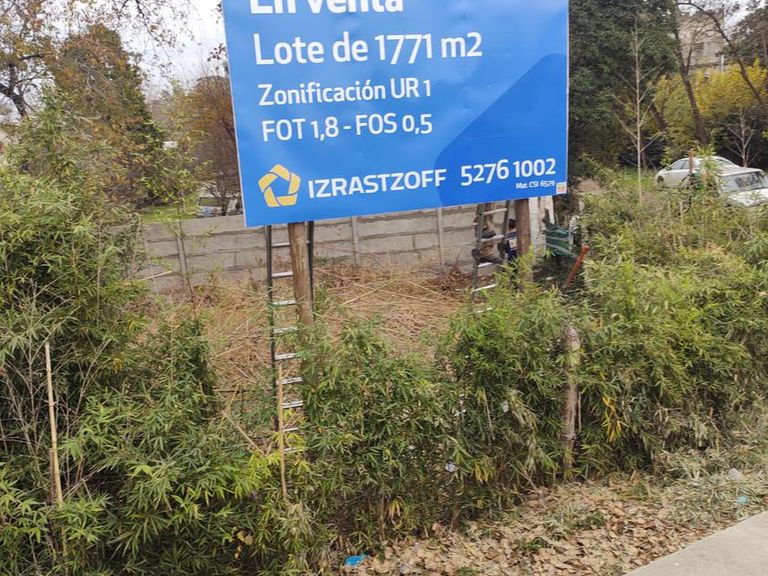 En venta
Lote de 1771 m2
Zonificación UR 1
FOT 1,8 - FOS 0,5
IZRASTZOFF 5276 1002
Mat. CSI 6579